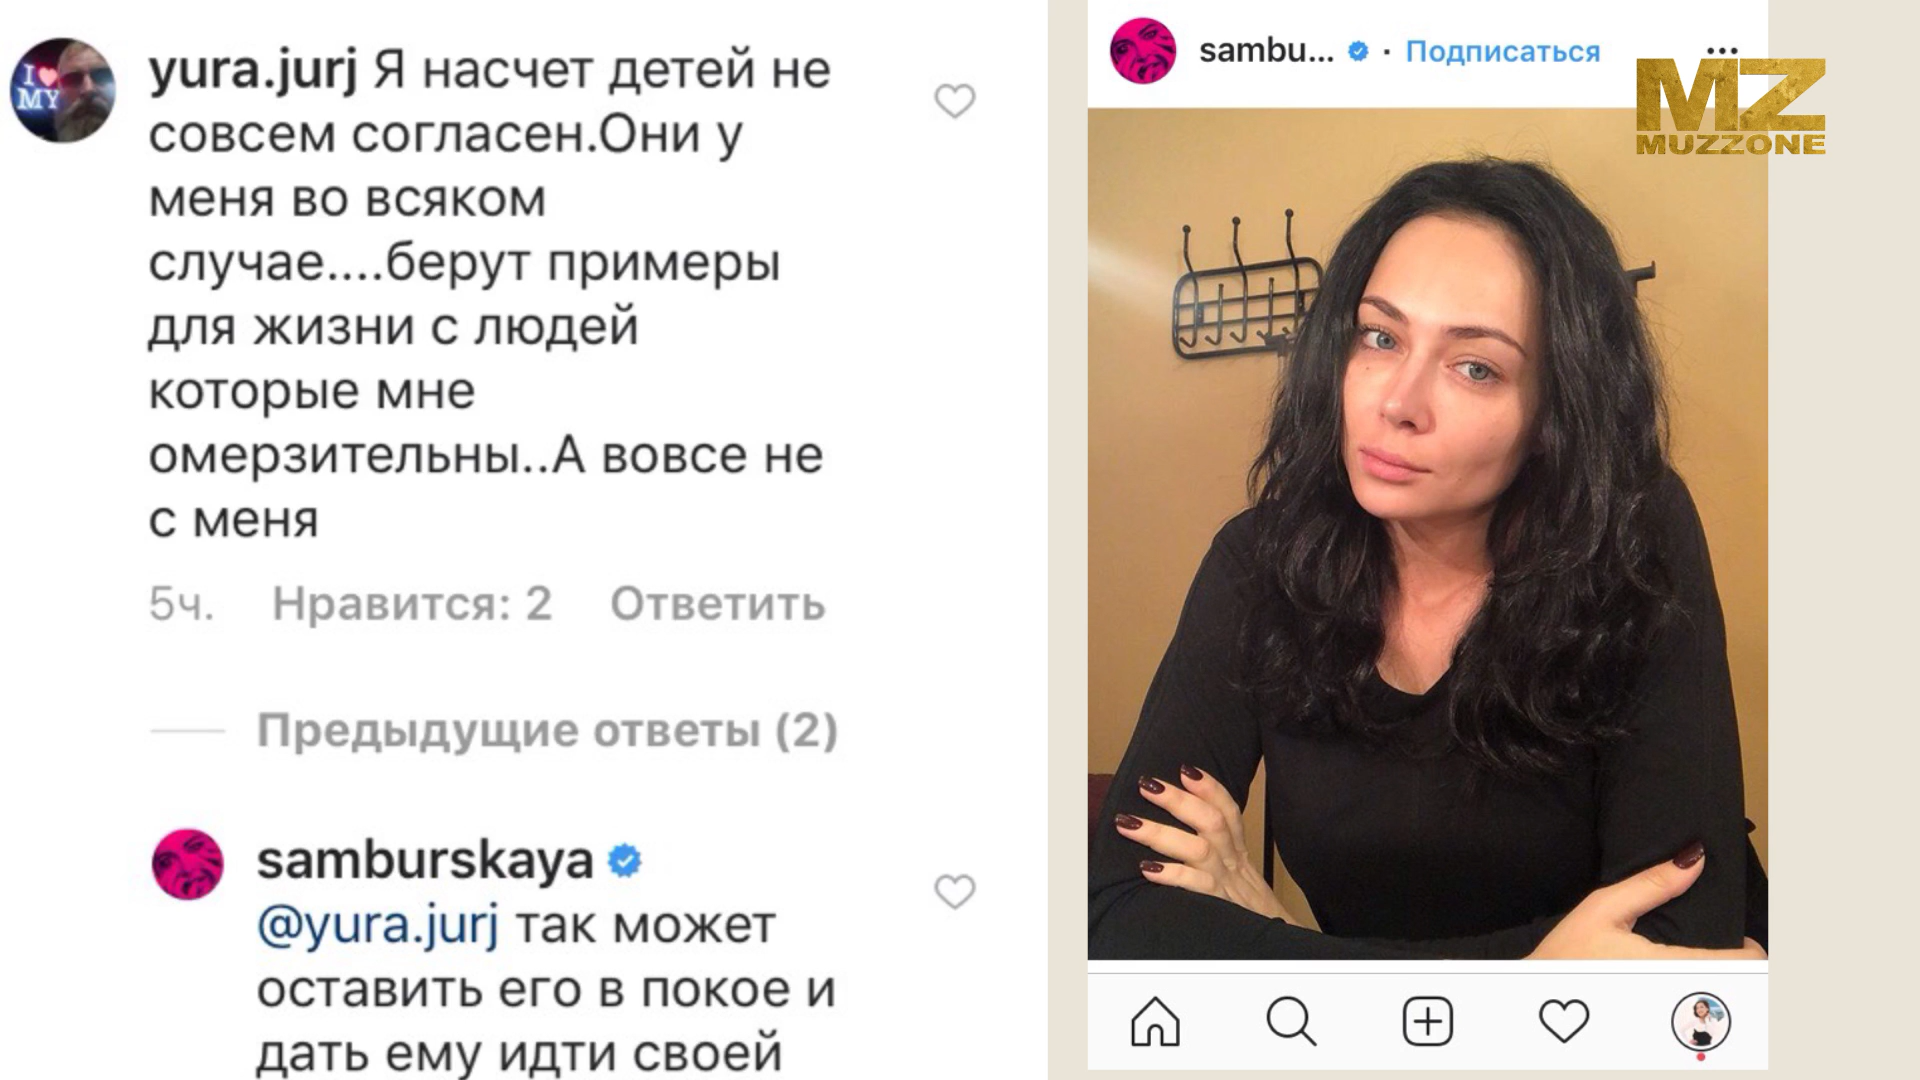 I ❤ MY
yura.jurj Я насчет детей не
совсем согласен.Они у
меня во всяком
случае....берут примеры
для жизни с людей
которые мне
омерзительны..А вовсе не
с меня
5ч. Нравится: 2 Ответить
Предыдущие ответы (2)
samburskaya
@yura.jurj так может
оставить его в покое и
дать ему идти своей
sambu... · Подписаться
MZ
MUZZONE